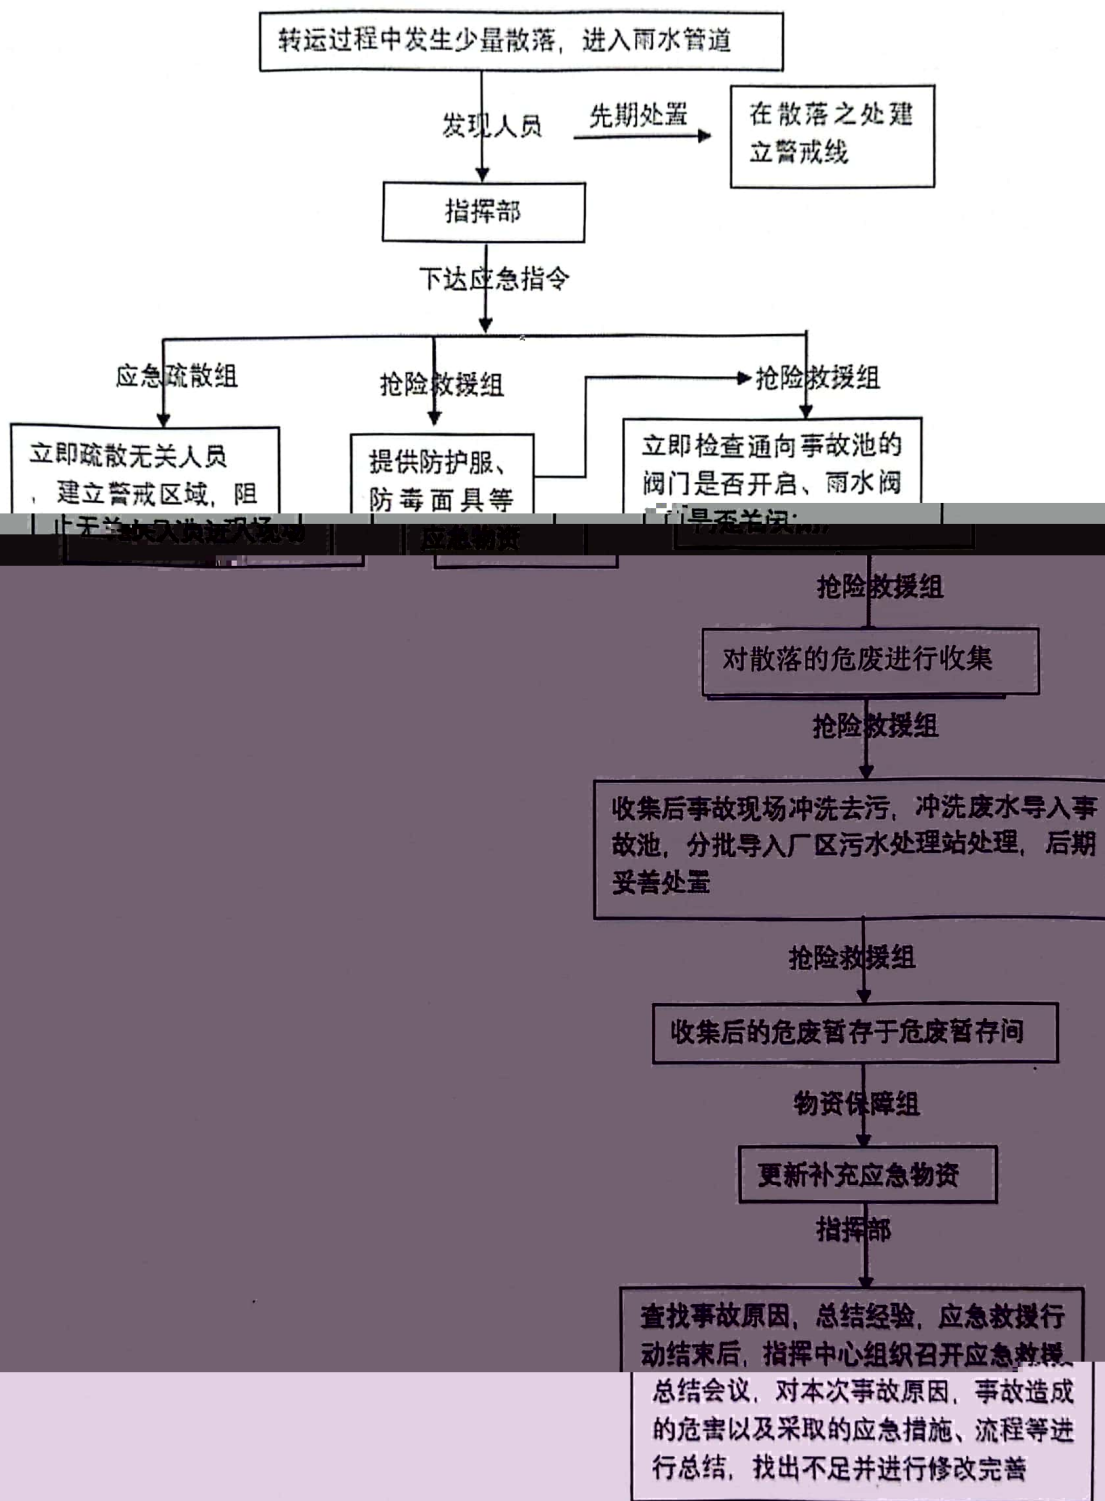 转运过程中发生少量散落，进入雨水管道
发现人员
先期处置
在散落之处建
立警戒线
指挥部
下达应急指令
应急疏散组
抢险救援组
抢险救援组
立即疏散无关人员
，建立警戒区域，阻
提供防护服、
防毒面具等
应急物资
立即检查通向事故池的
阀门是否开启、雨水阀
门是否关闭；
抢险救援组
对散落的危废进行收集
抢险救援组
收集后事故现场冲洗去污，冲洗废水导入事
故池，分批导入厂区污水处理站处理，后期
妥善处置
抢险救援组
收集后的危废暂存于危废暂存间
物资保障组
更新补充应急物资
指挥部
查找事故原因，总结经验，应急救援行
动结束后，指挥中心组织召开应急救援
总结会议，对本次事故原因，事故造成
的危害以及采取的应急措施、流程等进
行总结，找出不足并进行修改完善